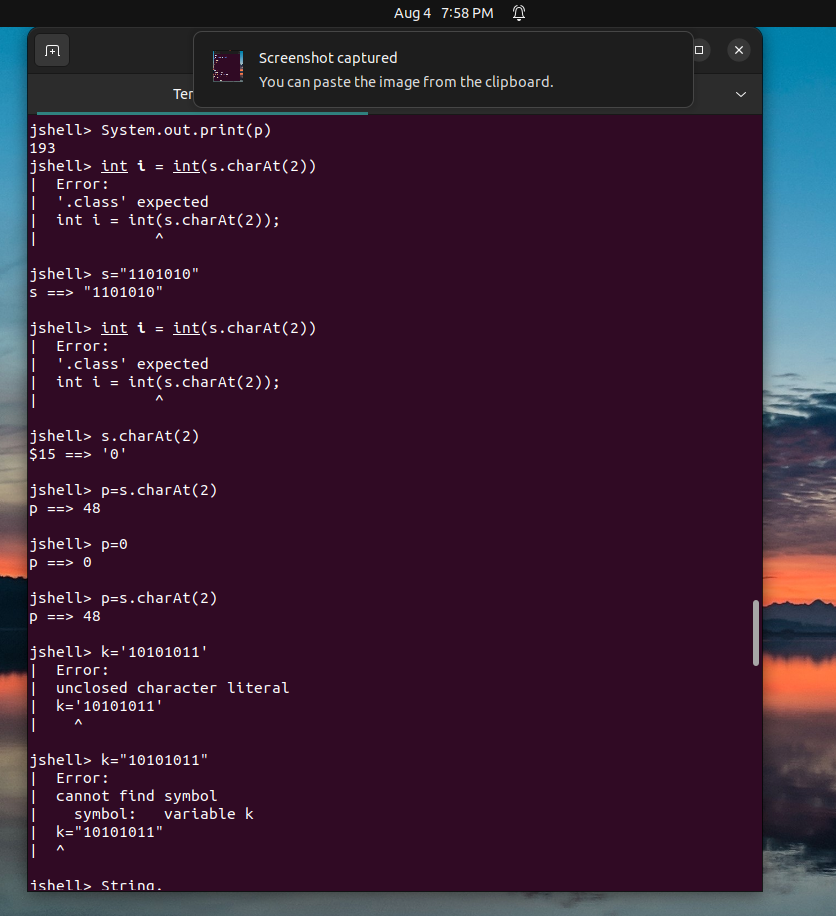 Aug 4 7:58 PM
Screenshot captured
You can paste the image from the clipboard.
Ter
jshell> System.out.print(p)
193
jshell> int i = int(s.charAt(2))
| Error:
| '.class' expected
| int i = int(s.charAt(2));
| ^
jshell> s="1101010"
s ==> "1101010"
jshell> int i = int(s.charAt(2))
| Error:
| '.class' expected
| int i = int(s.charAt(2));
| ^
jshell> s.charAt(2)
$15 ==> '0'
jshell> p=s.charAt(2)
p ==> 48
jshell> p=0
p ==> 0
jshell> p=s.charAt(2)
p ==> 48
jshell> k='10101011'
| Error:
| unclosed character literal
| k='10101011'
| ^
jshell> k="10101011"
| Error:
| cannot find symbol
| symbol: variable k
| k="10101011"
| ^
jshell> String.